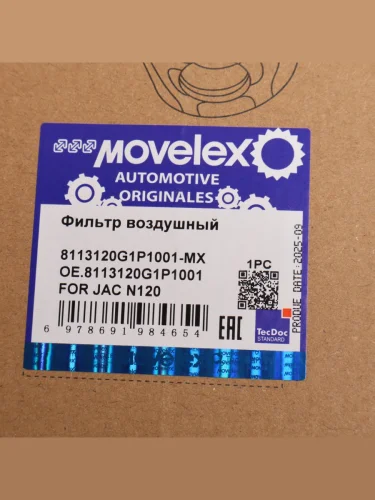 MOVELEX
AUTOMOTIVE
ORIGINALES
Фильтр воздушный
8113120G1P1001-MX
OE.8113120G1P1001
FOR JAC N120
1PC
6 978691 984654
EAC
TecDoc
STANDARD
PRODUE DATE:2025-09